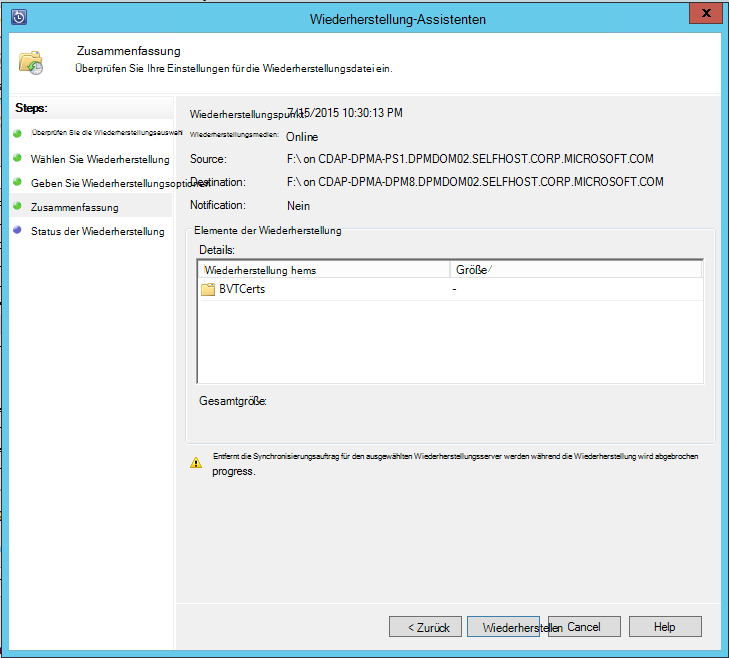 Wiederherstellung-Assistenten
x
Zusammenfassung
Überprüfen Sie Ihre Einstellungen für die Wiederherstellungsdatei ein.
Steps:
Überprüfen Sie die Wiederherstellungsauswahl
Wählen Sie Wiederherstellung
Geben Sie Wiederherstellungsoptionen
Zusammenfassung
Status der Wiederherstellung
Wiederherstellungspunkt: 7/15/2015 10:30:13 PM
Wiederherstellungsmedien: Online
Source: F:\ on CDAP-DPMA-PS1.DPMDOM02.SELFHOST.CORP.MICROSOFT.COM
Destination: F:\ on CDAP-DPMA-DPM8.DPMDOM02.SELFHOST.CORP.MICROSOFT.COM
Notification: Nein
Elemente der Wiederherstellung
Details:
Wiederherstellung hems Größe
BVTCerts -
Gesamtgröße:
Entfernt die Synchronisierungsauftrag für den ausgewählten Wiederherstellungsserver werden während die Wiederherstellung wird abgebrochen
progress.
< Zurück Wiederherstellen Cancel Help